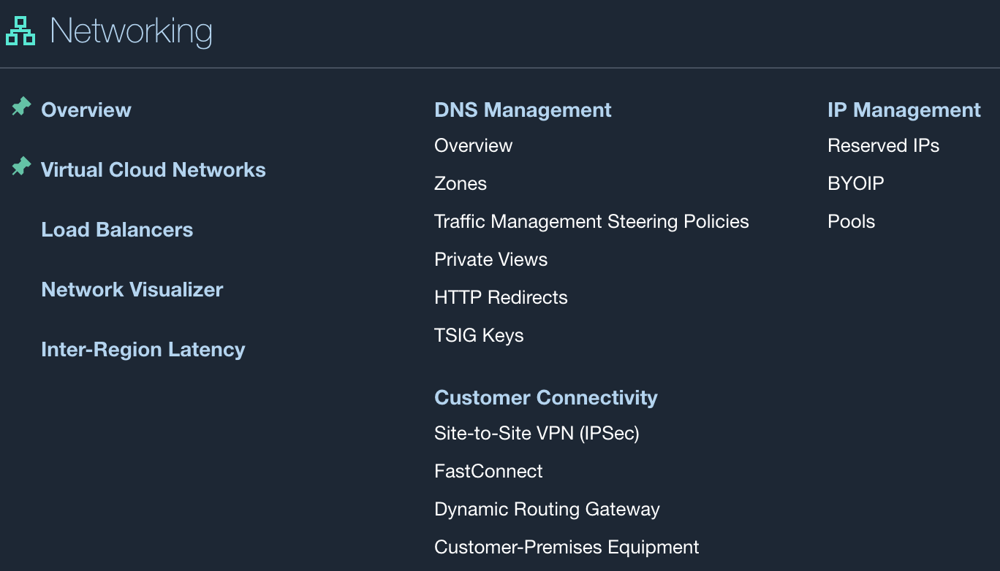 Networking
Overview
Virtual Cloud Networks
Load Balancers
Network Visualizer
Inter-Region Latency
DNS Management
Overview
Zones
Traffic Management Steering Policies
Private Views
HTTP Redirects
TSIG Keys
Customer Connectivity
Site-to-Site VPN (IPSec)
FastConnect
Dynamic Routing Gateway
Customer-Premises Equipment
IP Management
Reserved IPs
BYOIP
Pools